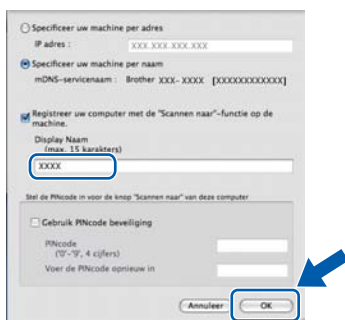 Specificeer uw machine per adres
IP adres : XXX.XXX.XXX.XXX
Specificeer uw machine per naam
mDNS-servicenaam : Brother XXX-XXXX [XXXXXXXXXXXX]
Registreer uw computer met de "Scannen naar"-functie op de
machine.
Display Naam
(max. 15 karakters)
XXXX
Stel de PINcode in voor de knop "Scannen naar" van deze computer
Gebruik PINcode beveiliging
PINcode
('0'-'9', 4 cijfers)
Voer de PINcode opnieuw in
Annuleer OK